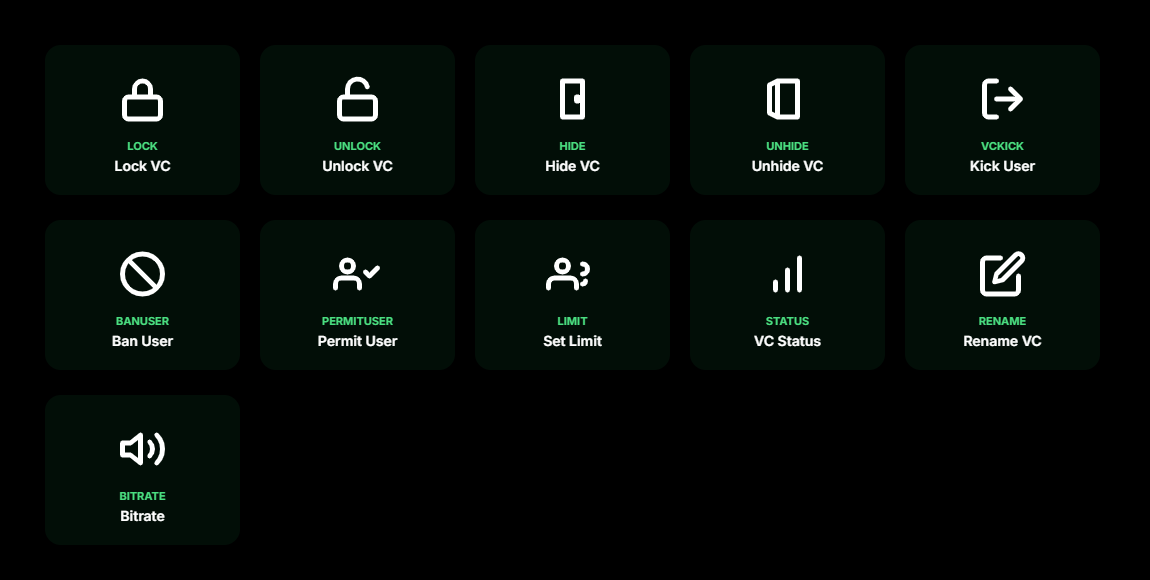 LOCK
Lock VC
UNLOCK
Unlock VC
HIDE
Hide VC
UNHIDE
Unhide VC
VCKICK
Kick User
BANUSER
Ban User
PERMITUSER
Permit User
LIMIT
Set Limit
STATUS
VC Status
RENAME
Rename VC
BITRATE
Bitrate